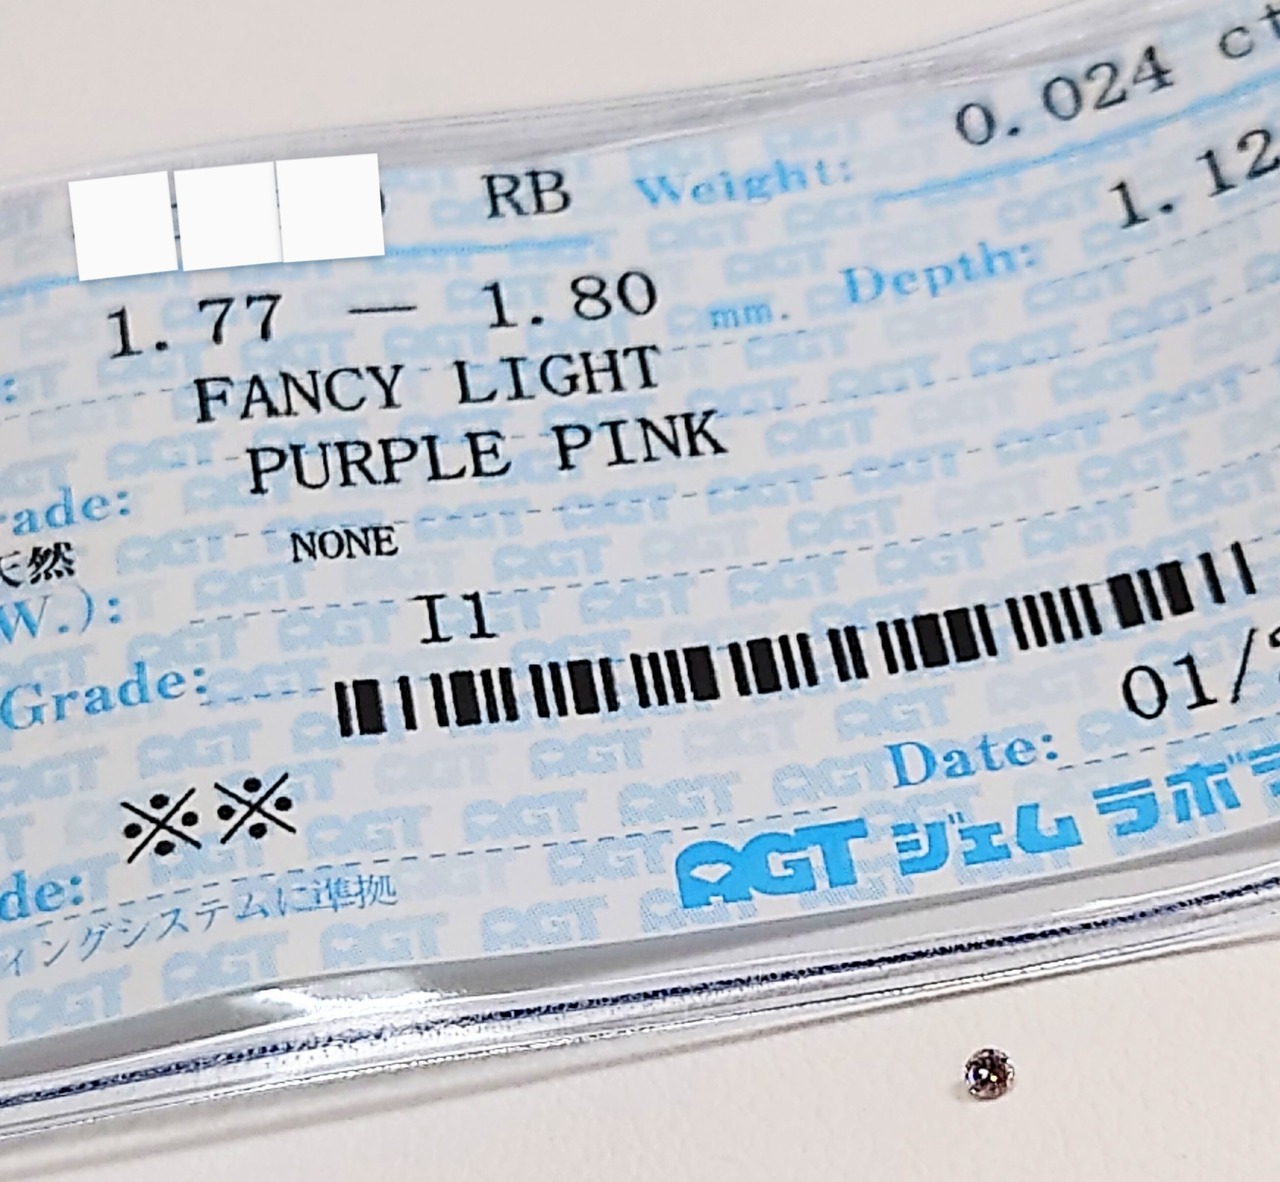 RB Weight: 0.024 ct
1.77 — 1.80 mm. Depth: 1.12
FANCY LIGHT
PURPLE PINK
rade:
天然 NONE
W.):
I1
Grade:
01/
Date:
※※
de:
ィングシステムに準拠
AGT ジェムラボラ